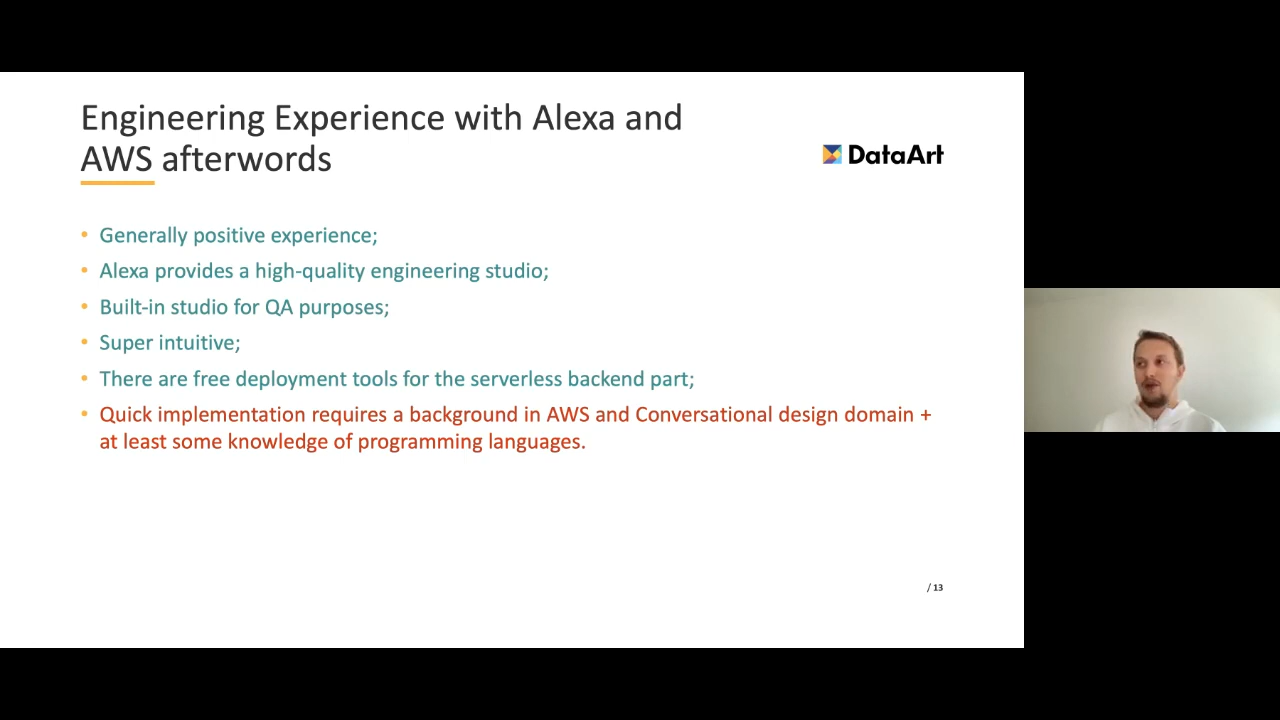 Engineering Experience with Alexa and
AWS afterwords
DataArt
• Generally positive experience;
• Alexa provides a high-quality engineering studio;
• Built-in studio for QA purposes;
• Super intuitive;
• There are free deployment tools for the serverless backend part;
• Quick implementation requires a background in AWS and Conversational design domain +
at least some knowledge of programming languages.
/ 13